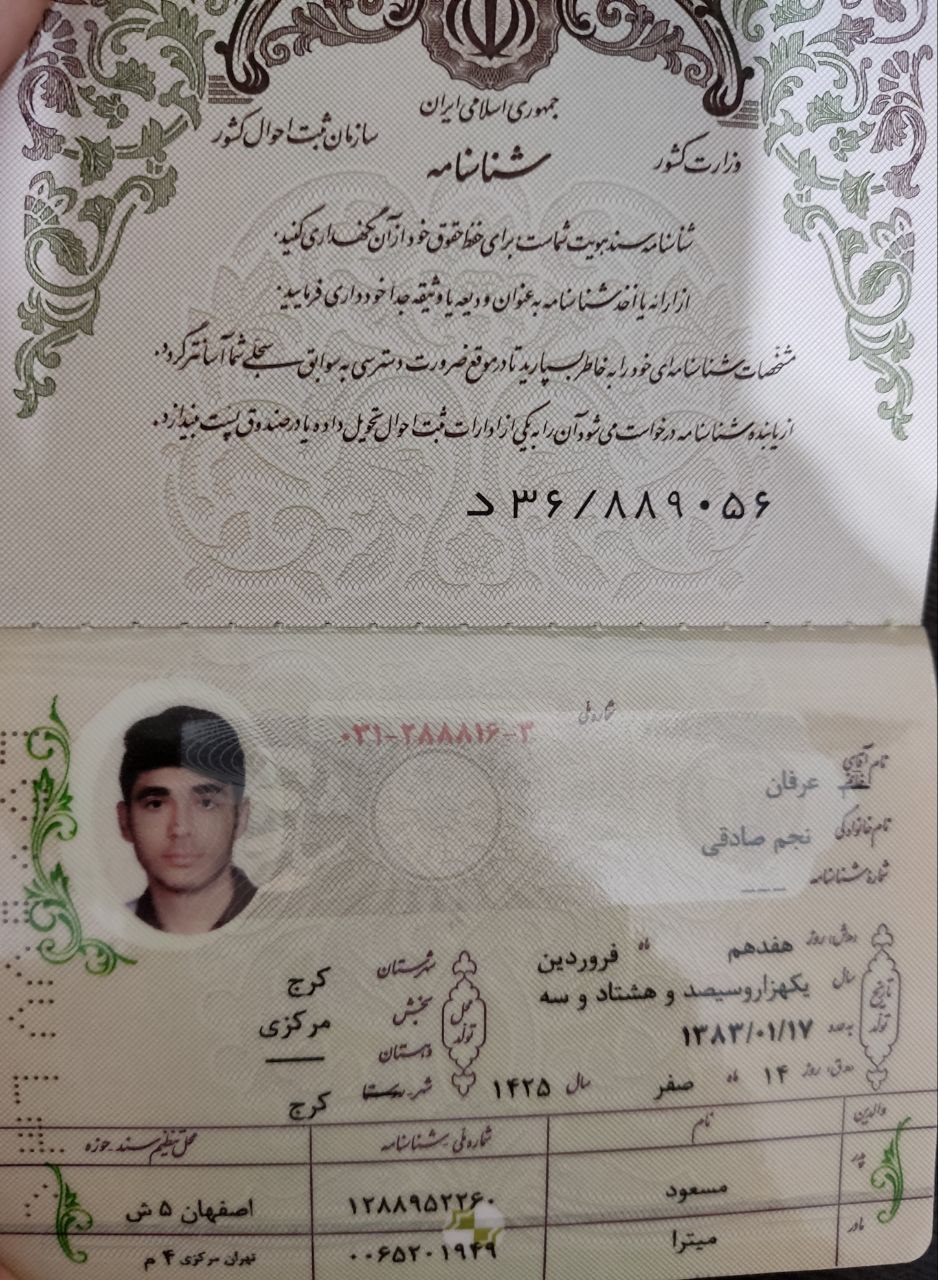 جمهوری اسلامی ایران
وزارت کشور
سازمان ثبت احوال کشور
شناسنامه
شناسنامه سند هویت شماست برای حفظ حقوق خود از آن نگهداری کنید.
از ارائه یا اخذ شناسنامه به عنوان ودیعه یا وثیقه جداً خودداری فرمایید.
مشخصات شناسنامه‌ای خود را به خاطر بسپارید تا در موقع ضرورت دسترسی به سوابق سجلی شما آسانتر گردد.
از یابنده شناسنامه درخواست می‌شود آن را به یکی از ادارات ثبت احوال تحویل داده یا در صندوق پست بیندازد.
د ۳۶/۸۸۹۰۵۶
شماره ملی
۰۳۱-۲۸۸۸۱۶-۳
نام آقای خانم عرفان
نام خانوادگی نجم صادقی
شماره شناسنامه ---
تاریخ تولد
ه‍.ش: روز هفدهم ماه فروردین
سال یکهزاروسیصد و هشتاد و سه
به عدد ۱۳۸۳/۰۱/۱۷
ه‍.ق: روز ۱۴ ماه صفر سال ۱۴۲۵
محل تولد
شهرستان کرج
بخش مرکزی
دهستان —
شهر روستا کرج
والدین نام شماره ملی - شناسنامه محل تنظیم سند - حوزه
پدر مسعود ۱۲۸۸۹۵۲۲۶۰ اصفهان ۵ ش
مادر میترا ۰۰۶۵۲۰۱۹۴۹ تهران مرکزی ۴ م